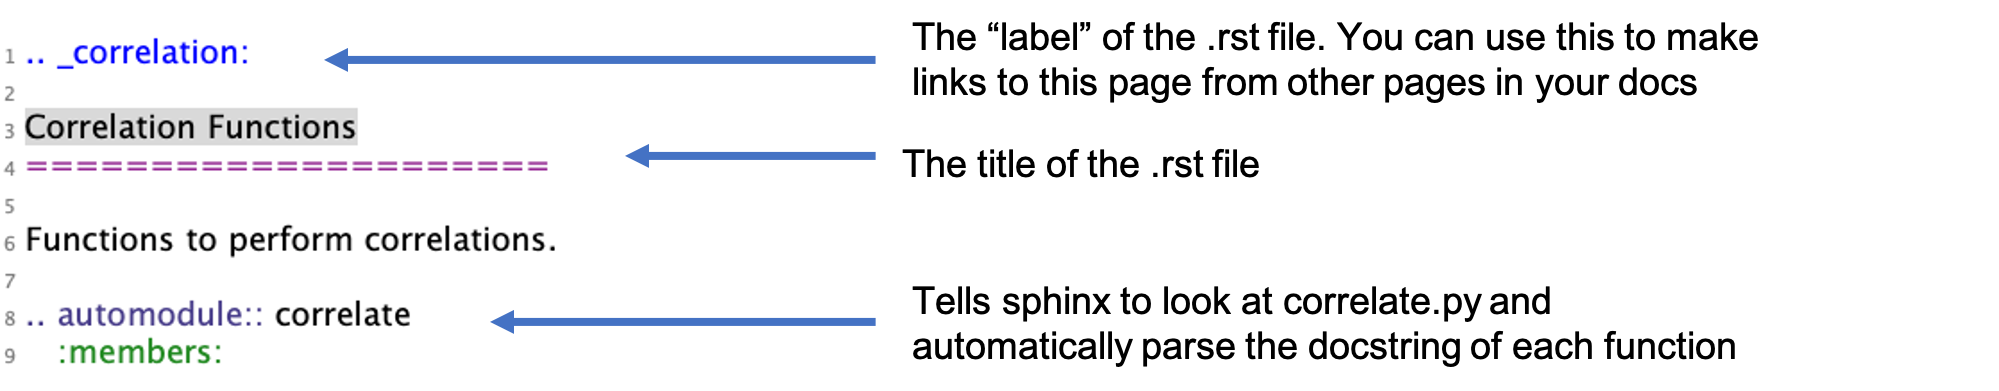 1 .. _correlation:
2
3 Correlation Functions
4 =====================
5
6 Functions to perform correlations.
7
8 .. automodule:: correlate
9    :members:
The “label” of the .rst file. You can use this to make
links to this page from other pages in your docs
The title of the .rst file
Tells sphinx to look at correlate.py and
automatically parse the docstring of each function